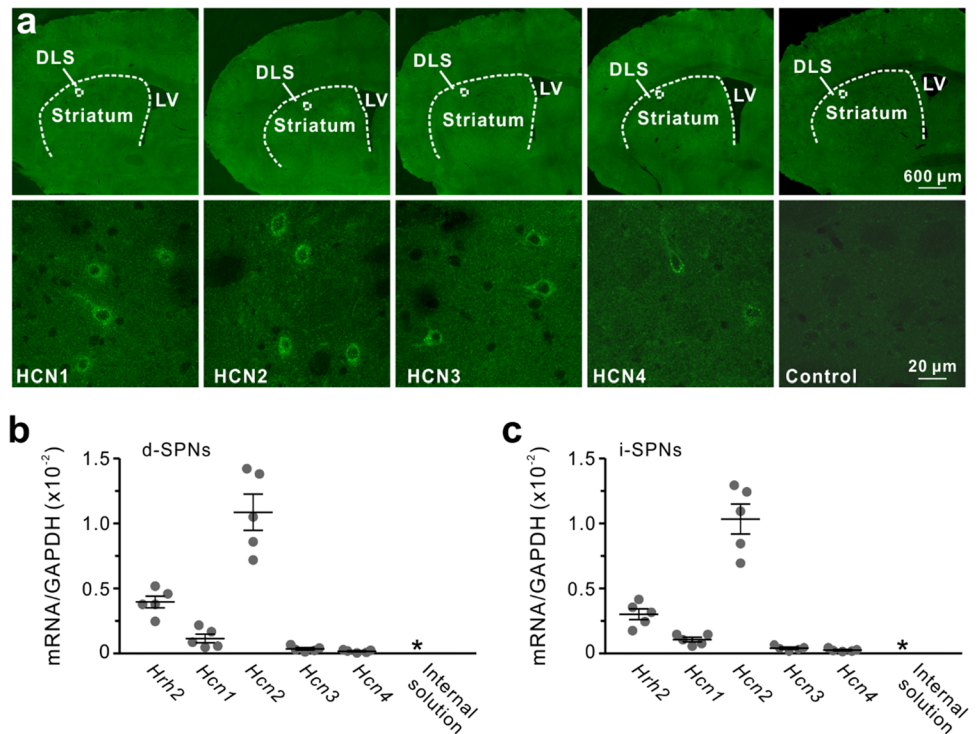 a
DLS
Striatum
LV
DLS
Striatum
LV
DLS
Striatum
LV
DLS
Striatum
LV
DLS
Striatum
LV
600 µm
HCN1
HCN2
HCN3
HCN4
Control
20 µm
b
d-SPNs
mRNA/GAPDH (x10⁻²)
1.5
1.0
0.5
0
*
Hrh2
Hcn1
Hcn2
Hcn3
Hcn4
Internal
solution
c
i-SPNs
mRNA/GAPDH (x10⁻²)
1.5
1.0
0.5
0
*
Hrh2
Hcn1
Hcn2
Hcn3
Hcn4
Internal
solution